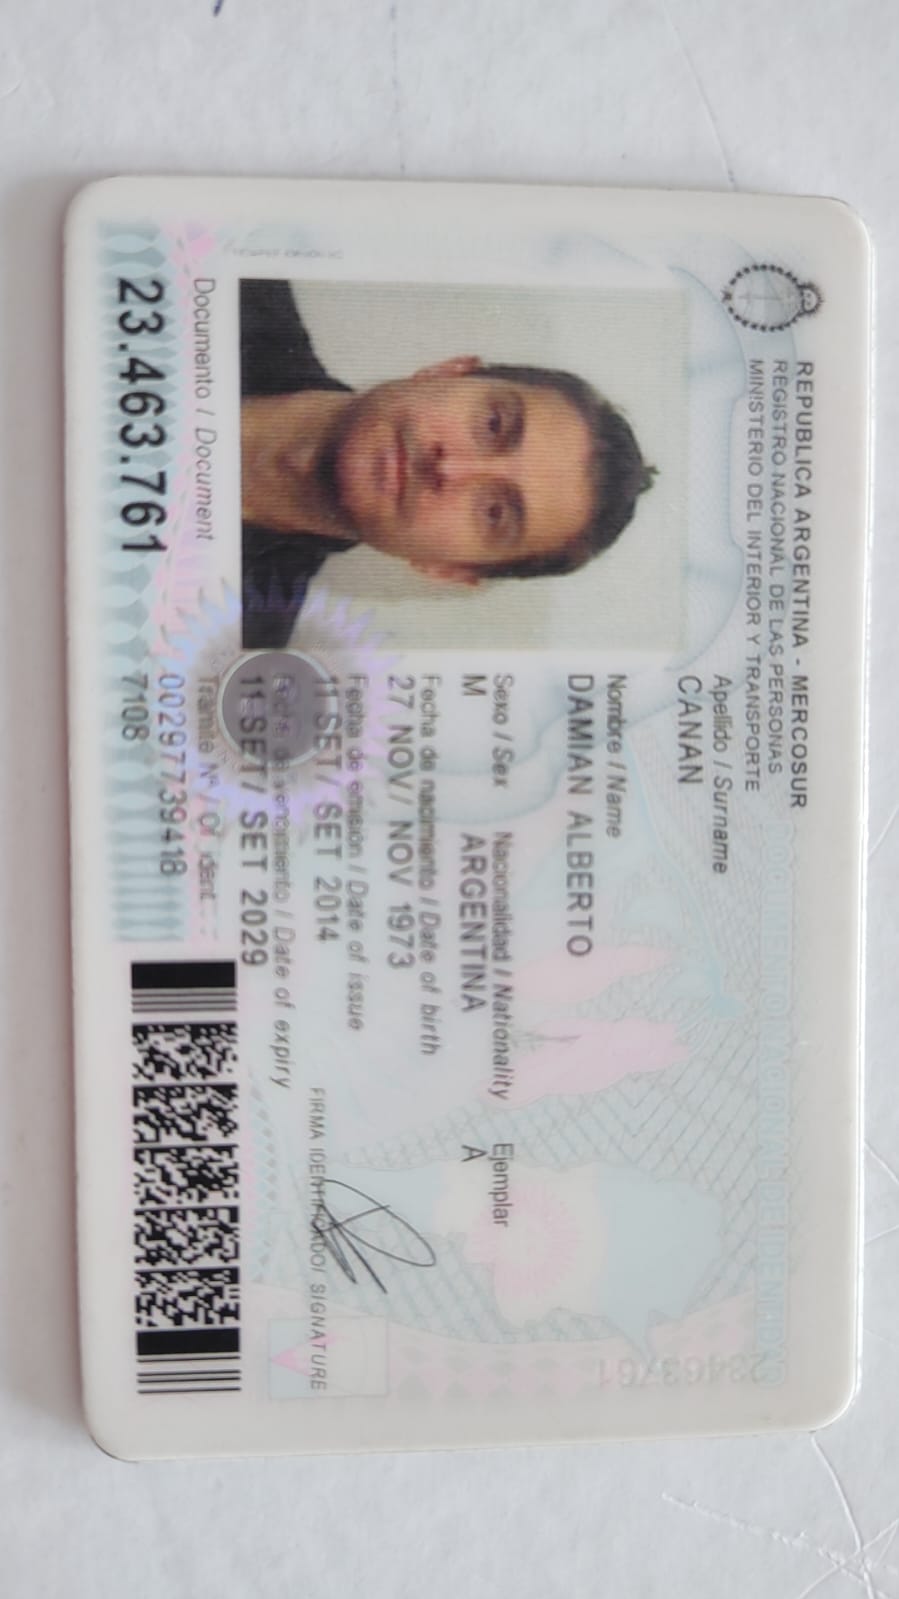 REPUBLICA ARGENTINA - MERCOSUR
REGISTRO NACIONAL DE LAS PERSONAS
MINISTERIO DEL INTERIOR Y TRANSPORTE
DOCUMENTO NACIONAL DE IDENTIDAD
Apellido / Surname
CANAN
Nombre / Name
DAMIAN ALBERTO
Sexo / Sex Nacionalidad / Nationality Ejemplar
M ARGENTINA A
Fecha de nacimiento / Date of birth
27 NOV/ NOV 1973
Fecha de emisión / Date of issue
11 SET/ SET 2014
FIRMA IDENTIFICADO/ SIGNATURE
Fecha de vencimiento / Date of expiry
11 SET/ SET 2029
Documento / Document
23.463.761
Trámite Nº / Of. ident.
00297739418
7108
23463761